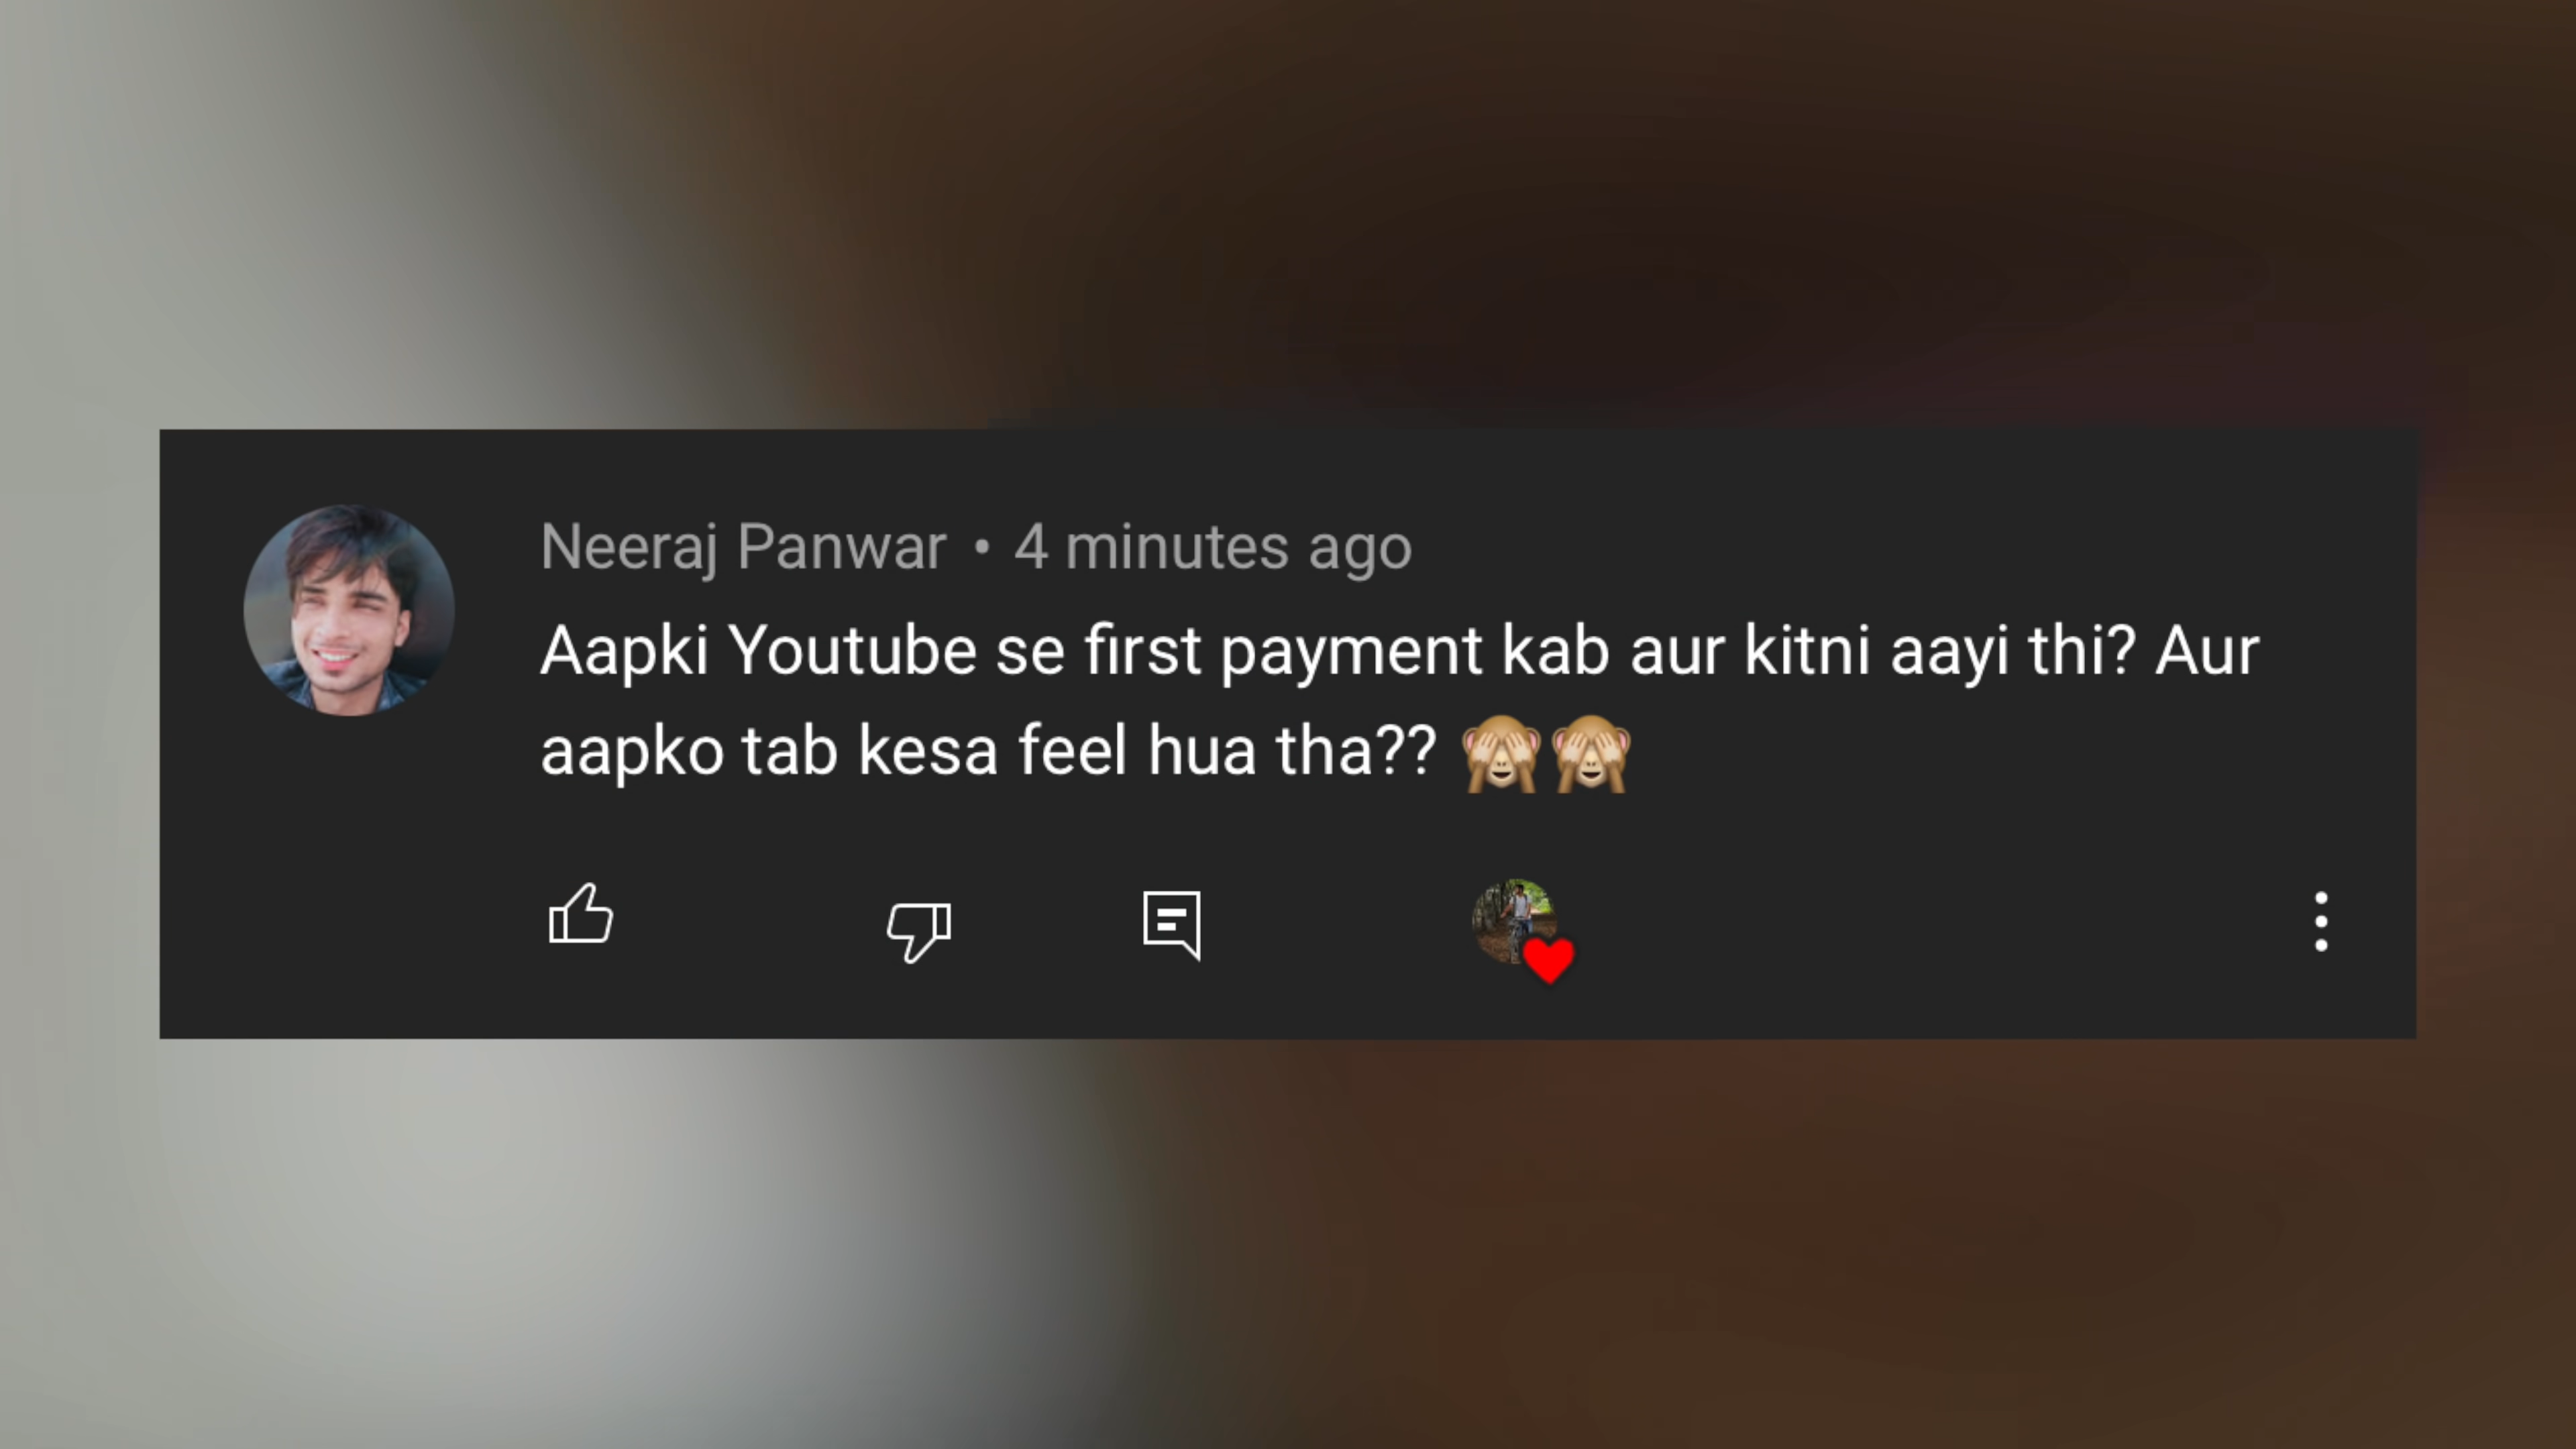 Neeraj Panwar • 4 minutes ago
Aapki Youtube se first payment kab aur kitni aayi thi? Aur
aapko tab kesa feel hua tha?? 🙈🙈